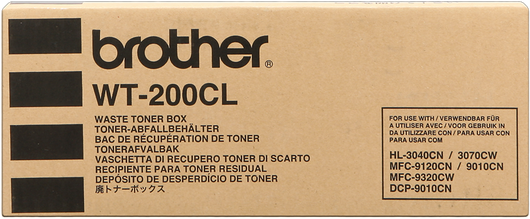 brother®
WT-200CL
WASTE TONER BOX
TONER-ABFALLBEHÄLTER
BAC DE RÉCUPÉRATION DE TONER
TONERAFVALBAK
VASCHETTA DI RECUPERO TONER DI SCARTO
RECIPIENTE PARA TONER RESIDUAL
DEPÓSITO DE DESPERDÍCIO DE TONER
廃トナーボックス
FOR USE WITH / VERWENDBAR FÜR
A UTILISER AVEC / VOOR GEBRUIK IN
DA UTILIZZARE CON / PARA USAR CON
PARA USAR COM
HL-3040CN / 3070CW
MFC-9120CN / 9010CN
MFC-9320CW
DCP-9010CN